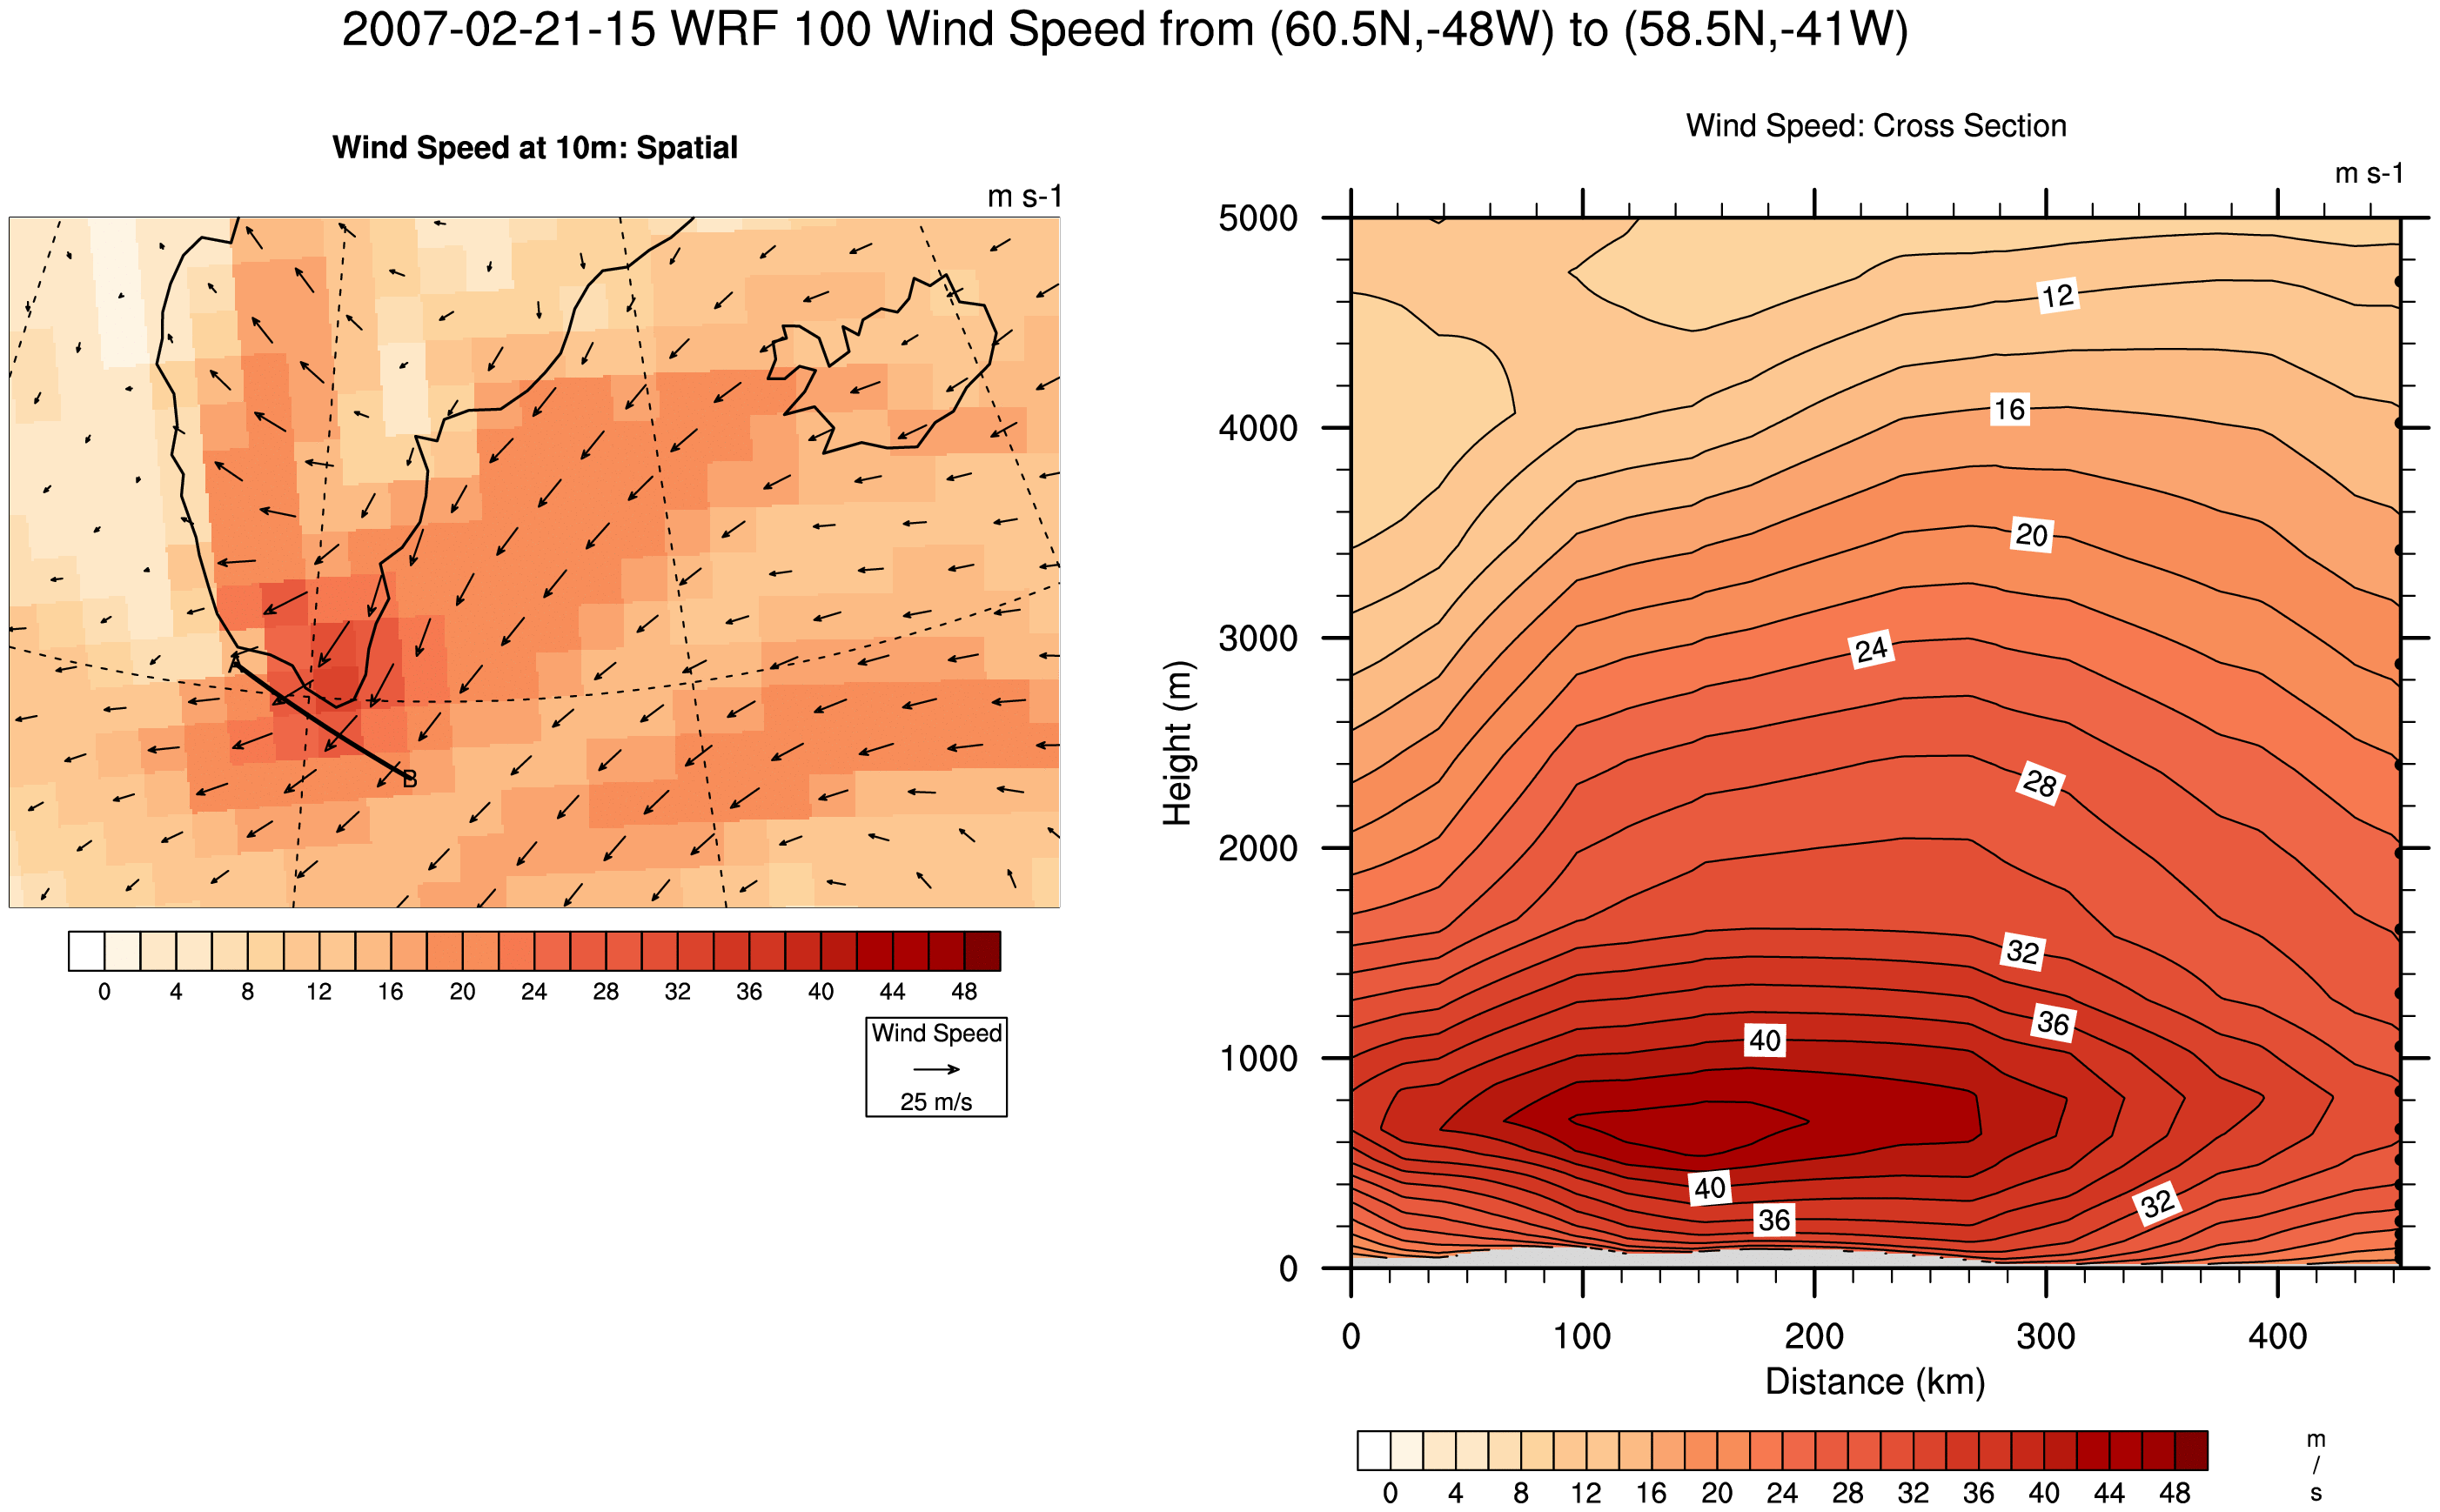 2007-02-21-15 WRF 100 Wind Speed from (60.5N,-48W) to (58.5N,-41W)
Wind Speed at 10m: Spatial
m s-1
A
B
0 4 8 12 16 20 24 28 32 36 40 44 48
Wind Speed
25 m/s
Wind Speed: Cross Section
m s-1
5000
4000
3000
2000
1000
0
Height (m)
12
16
20
24
28
32
36
40
40
36
32
0 100 200 300 400
Distance (km)
0 4 8 12 16 20 24 28 32 36 40 44 48
m
/
s